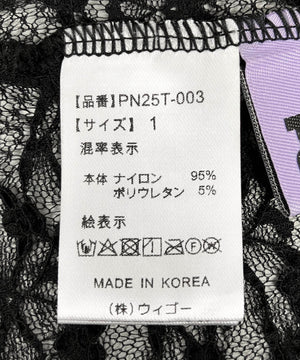 【品番】PN25T-003
【サイズ】1
混率表示
本体 ナイロン 95%
ポリウレタン 5%
絵表示
MADE IN KOREA
(株) ウィゴー